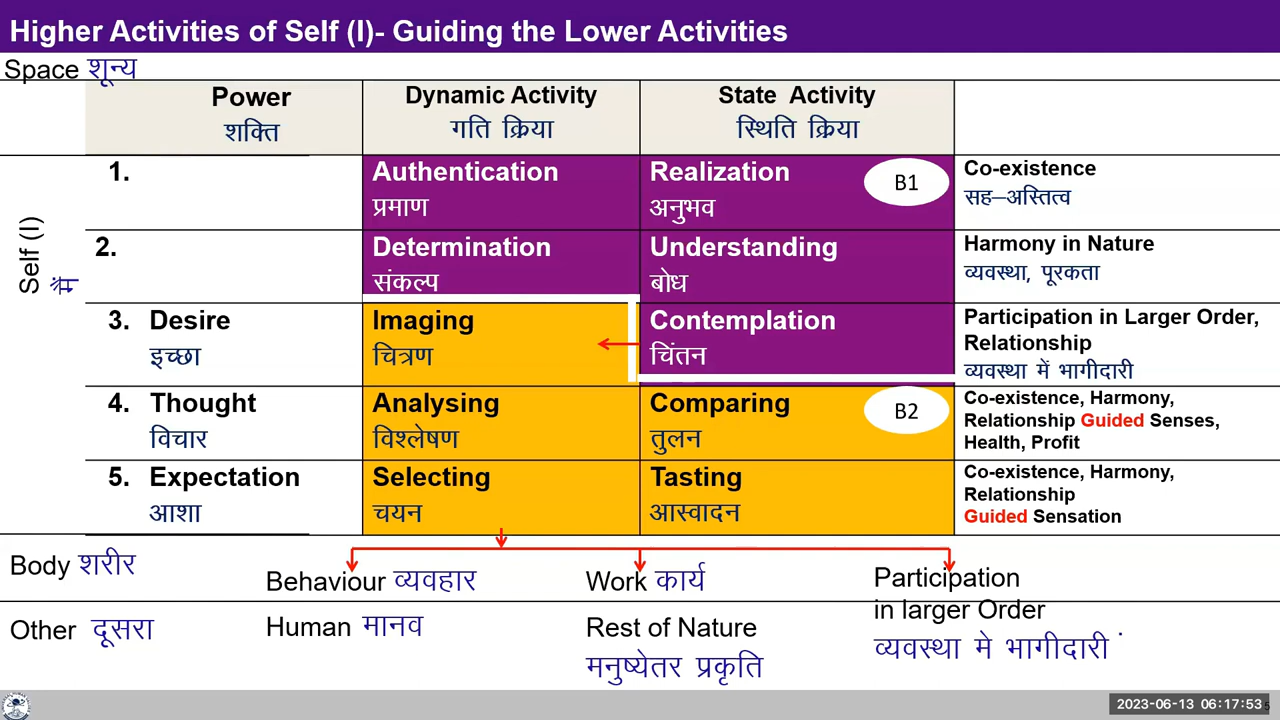 Higher Activities of Self (I)- Guiding the Lower Activities
Space शून्य
Power
शक्ति
Dynamic Activity
गति क्रिया
State Activity
स्थिति क्रिया
Self (I)
मैं
1.
Authentication
प्रमाण
Realization
अनुभव
B1
Co-existence
सह–अस्तित्व
2.
Determination
संकल्प
Understanding
बोध
Harmony in Nature
व्यवस्था, पूरकता
3. Desire
इच्छा
Imaging
चित्रण
Contemplation
चिंतन
Participation in Larger Order,
Relationship
व्यवस्था में भागीदारी
4. Thought
विचार
Analysing
विश्लेषण
Comparing
तुलन
B2
Co-existence, Harmony,
Relationship Guided Senses,
Health, Profit
5. Expectation
आशा
Selecting
चयन
Tasting
आस्वादन
Co-existence, Harmony,
Relationship
Guided Sensation
Body शरीर
Behaviour व्यवहार
Work कार्य
Participation
in larger Order
व्यवस्था मे भागीदारी
Other दूसरा
Human मानव
Rest of Nature
मनुष्येतर प्रकृति
2023-06-13 06:17:53